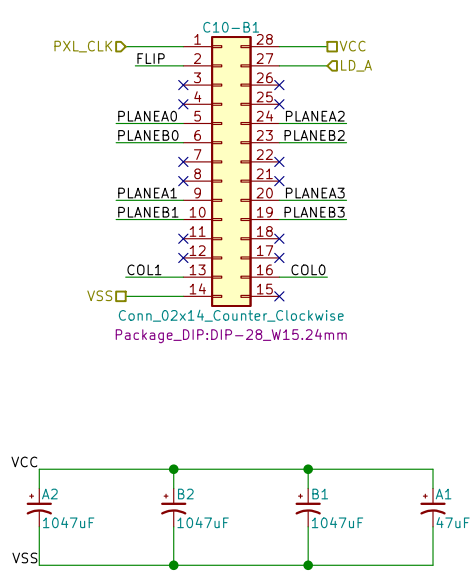 C10-B1
PXL_CLK 1 28 VCC
FLIP 2 27 LD_A
3 26
4 25
PLANEA0 5 24 PLANEA2
PLANEB0 6 23 PLANEB2
7 22
8 21
PLANEA1 9 20 PLANEA3
PLANEB1 10 19 PLANEB3
11 18
12 17
COL1 13 16 COL0
VSS 14 15
Conn_02x14_Counter_Clockwise
Package_DIP:DIP-28_W15.24mm
VCC
+ A2 + B2 + B1 + A1
1047uF 1047uF 1047uF 47uF
VSS